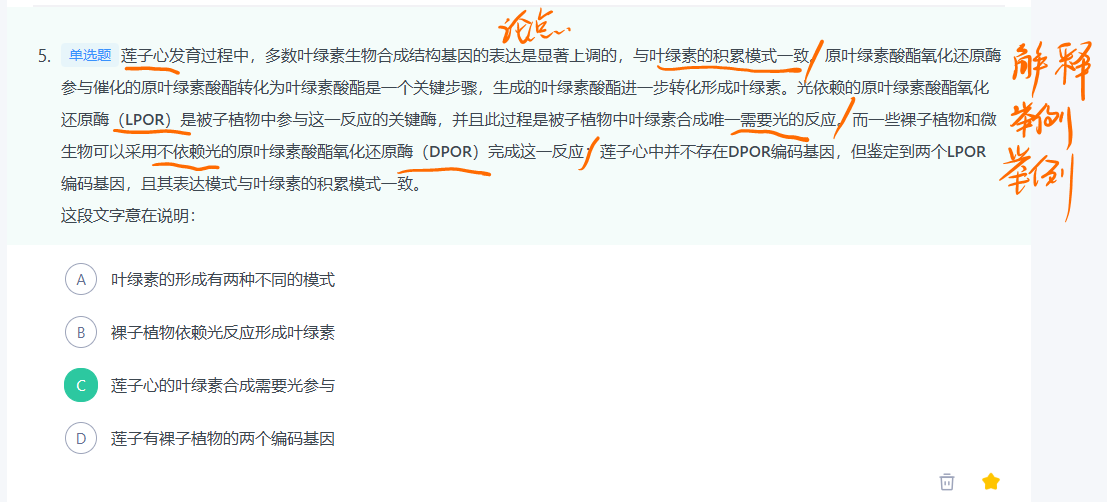 论点
5. 单选题 莲子心发育过程中，多数叶绿素生物合成结构基因的表达是显著上调的，与叶绿素的积累模式一致。原叶绿素酸酯氧化还原酶
解释
参与催化的原叶绿素酸酯转化为叶绿素酸酯是一个关键步骤，生成的叶绿素酸酯进一步转化形成叶绿素。光依赖的原叶绿素酸酯氧化
还原酶（LPOR）是被子植物中参与这一反应的关键酶，并且此过程是被子植物中叶绿素合成唯一需要光的反应，而一些裸子植物和微
举例
生物可以采用不依赖光的原叶绿素酸酯氧化还原酶（DPOR）完成这一反应；莲子心中并不存在DPOR编码基因，但鉴定到两个LPOR
举例
编码基因，且其表达模式与叶绿素的积累模式一致。
这段文字意在说明：
A 叶绿素的形成有两种不同的模式
B 裸子植物依赖光反应形成叶绿素
C 莲子心的叶绿素合成需要光参与
D 莲子有裸子植物的两个编码基因